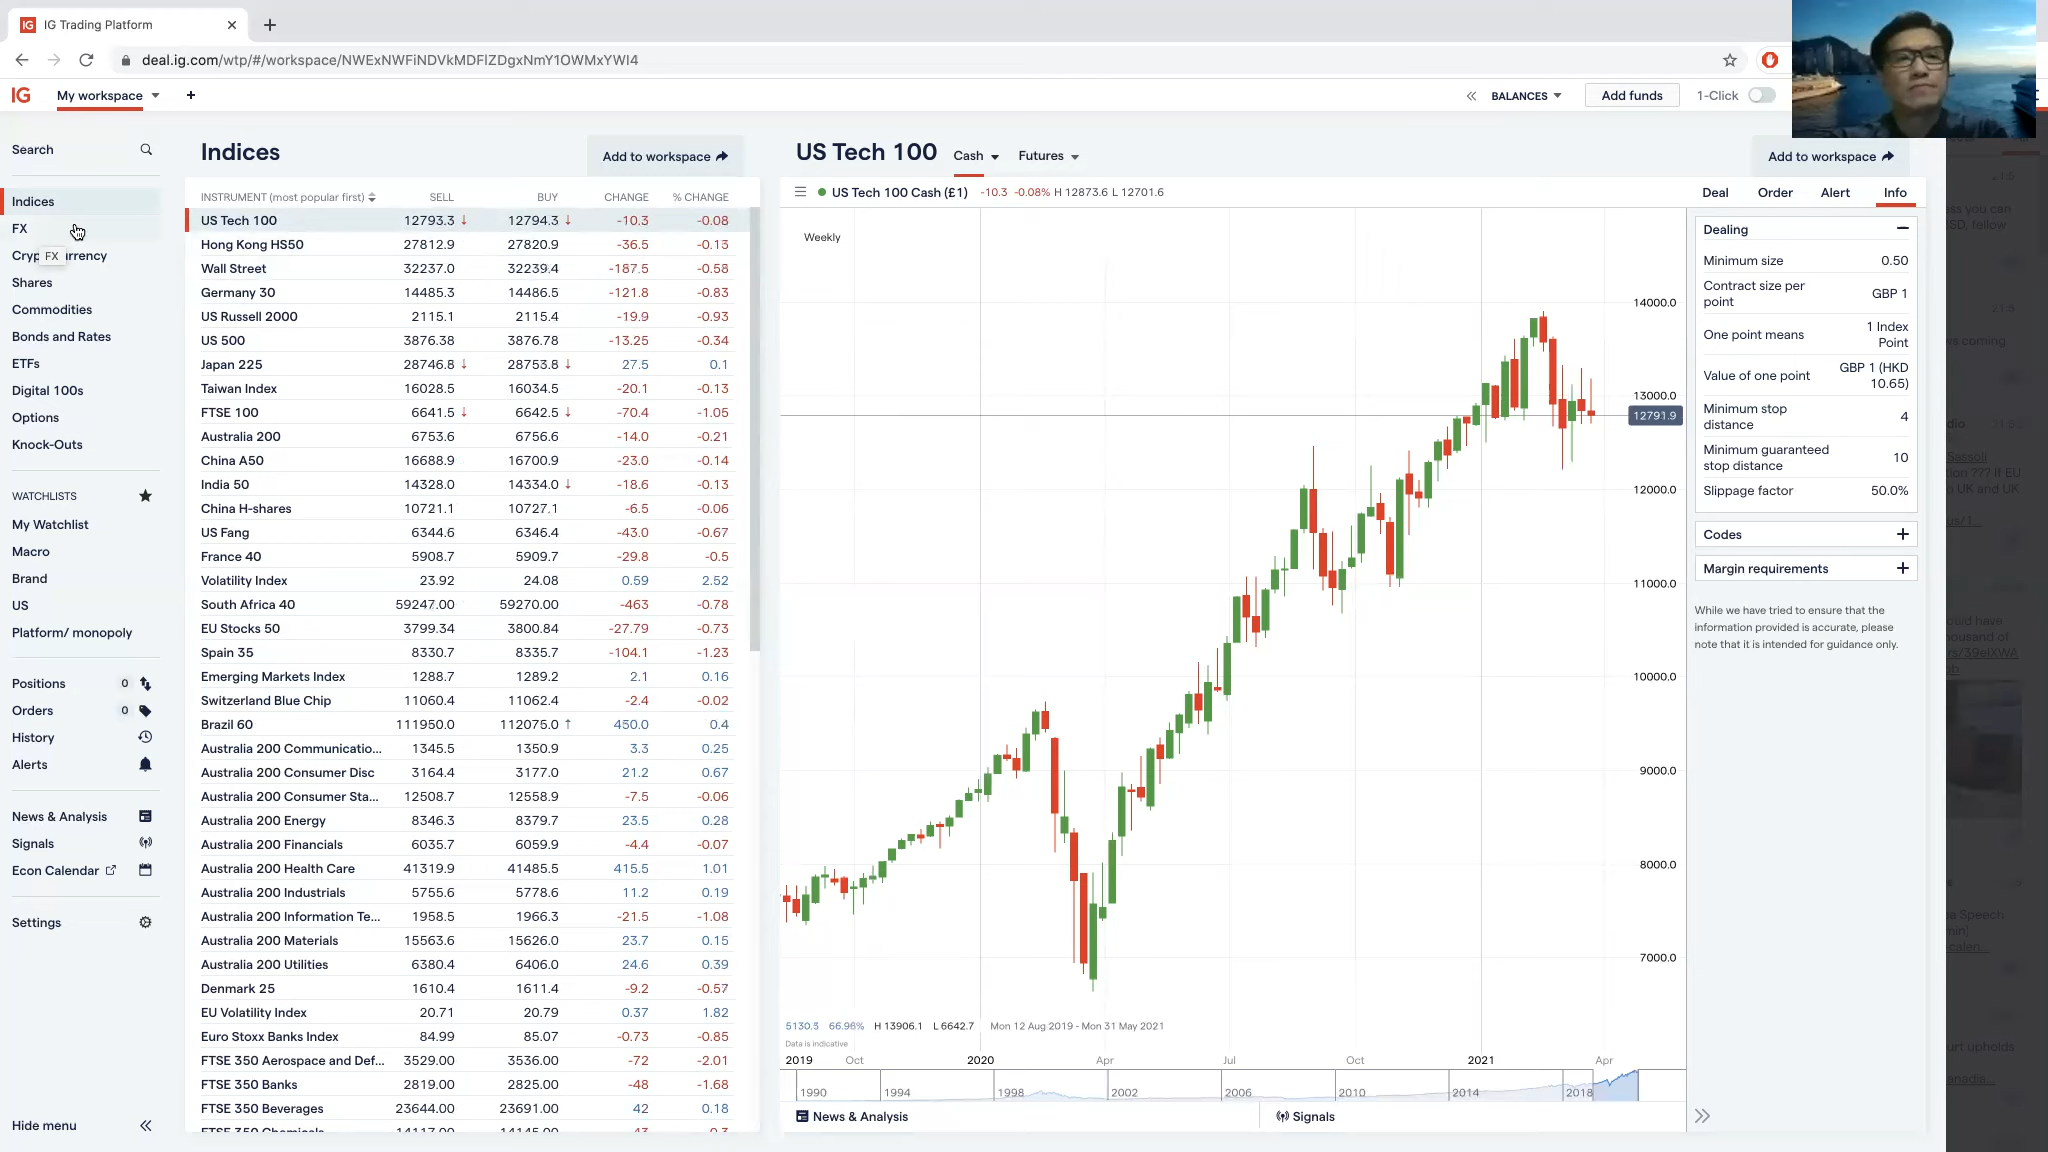 IG Trading Platform
deal.ig.com/wtp/#/workspace/NWExNWFiNDVkMDFlZDgxNmY1OWMxYWI4
IG My workspace + BALANCES Add funds 1-Click
Search
Indices
FX
FX
Shares
Commodities
Bonds and Rates
ETFs
Digital 100s
Options
Knock-Outs
WATCHLISTS
My Watchlist
Macro
Brand
US
Platform/ monopoly
Positions 0
Orders 0
History
Alerts
News & Analysis
Signals
Econ Calendar
Settings
Hide menu
Indices Add to workspace
INSTRUMENT (most popular first) SELL BUY CHANGE % CHANGE
US Tech 100 12793.3 12794.3 -10.3 -0.08
Hong Kong HS50 27812.9 27820.9 -36.5 -0.13
Wall Street 32237.0 32239.4 -187.5 -0.58
Germany 30 14485.3 14486.5 -121.8 -0.83
US Russell 2000 2115.1 2115.4 -19.9 -0.93
US 500 3876.38 3876.78 -13.25 -0.34
Japan 225 28746.8 28753.8 27.5 0.1
Taiwan Index 16028.5 16034.5 -20.1 -0.13
FTSE 100 6641.5 6642.5 -70.4 -1.05
Australia 200 6753.6 6756.6 -14.0 -0.21
China A50 16688.9 16700.9 -23.0 -0.14
India 50 14328.0 14334.0 -18.6 -0.13
China H-shares 10721.1 10727.1 -6.5 -0.06
US Fang 6344.6 6346.4 -43.0 -0.67
France 40 5908.7 5909.7 -29.8 -0.5
Volatility Index 23.92 24.08 0.59 2.52
South Africa 40 59247.00 59270.00 -463 -0.78
EU Stocks 50 3799.34 3800.84 -27.79 -0.73
Spain 35 8330.7 8335.7 -104.1 -1.23
Emerging Markets Index 1288.7 1289.2 2.1 0.16
Switzerland Blue Chip 11060.4 11062.4 -2.4 -0.02
Brazil 60 111950.0 112075.0 450.0 0.4
Australia 200 Communicatio... 1345.5 1350.9 3.3 0.25
Australia 200 Consumer Disc 3164.4 3177.0 21.2 0.67
Australia 200 Consumer Sta... 12508.7 12558.9 -7.5 -0.06
Australia 200 Energy 8346.3 8379.7 23.5 0.28
Australia 200 Financials 6035.7 6059.9 -4.4 -0.07
Australia 200 Health Care 41319.9 41485.5 415.5 1.01
Australia 200 Industrials 5755.6 5778.6 11.2 0.19
Australia 200 Information Te... 1958.5 1966.3 -21.5 -1.08
Australia 200 Materials 15563.6 15626.0 23.7 0.15
Australia 200 Utilities 6380.4 6406.0 24.6 0.39
Denmark 25 1610.4 1611.4 -9.2 -0.57
EU Volatility Index 20.71 20.79 0.37 1.82
Euro Stoxx Banks Index 84.99 85.07 -0.73 -0.85
FTSE 350 Aerospace and Def... 3529.00 3536.00 -72 -2.01
FTSE 350 Banks 2819.00 2825.00 -48 -1.68
FTSE 350 Beverages 23644.00 23691.00 42 0.18
US Tech 100 Cash Futures Add to workspace
US Tech 100 Cash (£1) -10.3 -0.08% H 12873.6 L 12701.6
Weekly
14000.0
13000.0
12791.9
12000.0
11000.0
10000.0
9000.0
8000.0
7000.0
5130.5 66.96% H 13906.1 L 6642.7 Mon 12 Aug 2019 - Mon 31 May 2021
Data is indicative
2019 Oct 2020 Apr Jul Oct 2021 Apr
1990 1994 1998 2002 2006 2010 2014 2018
News & Analysis Signals
Deal Order Alert Info
Dealing
Minimum size 0.50
Contract size per
point GBP 1
One point means 1 Index
Point
Value of one point GBP 1 (HKD
10.65)
Minimum stop
distance 4
Minimum guaranteed
stop distance 10
Slippage factor 50.0%
Codes
Margin requirements
While we have tried to ensure that the
information provided is accurate, please
note that it is intended for guidance only.